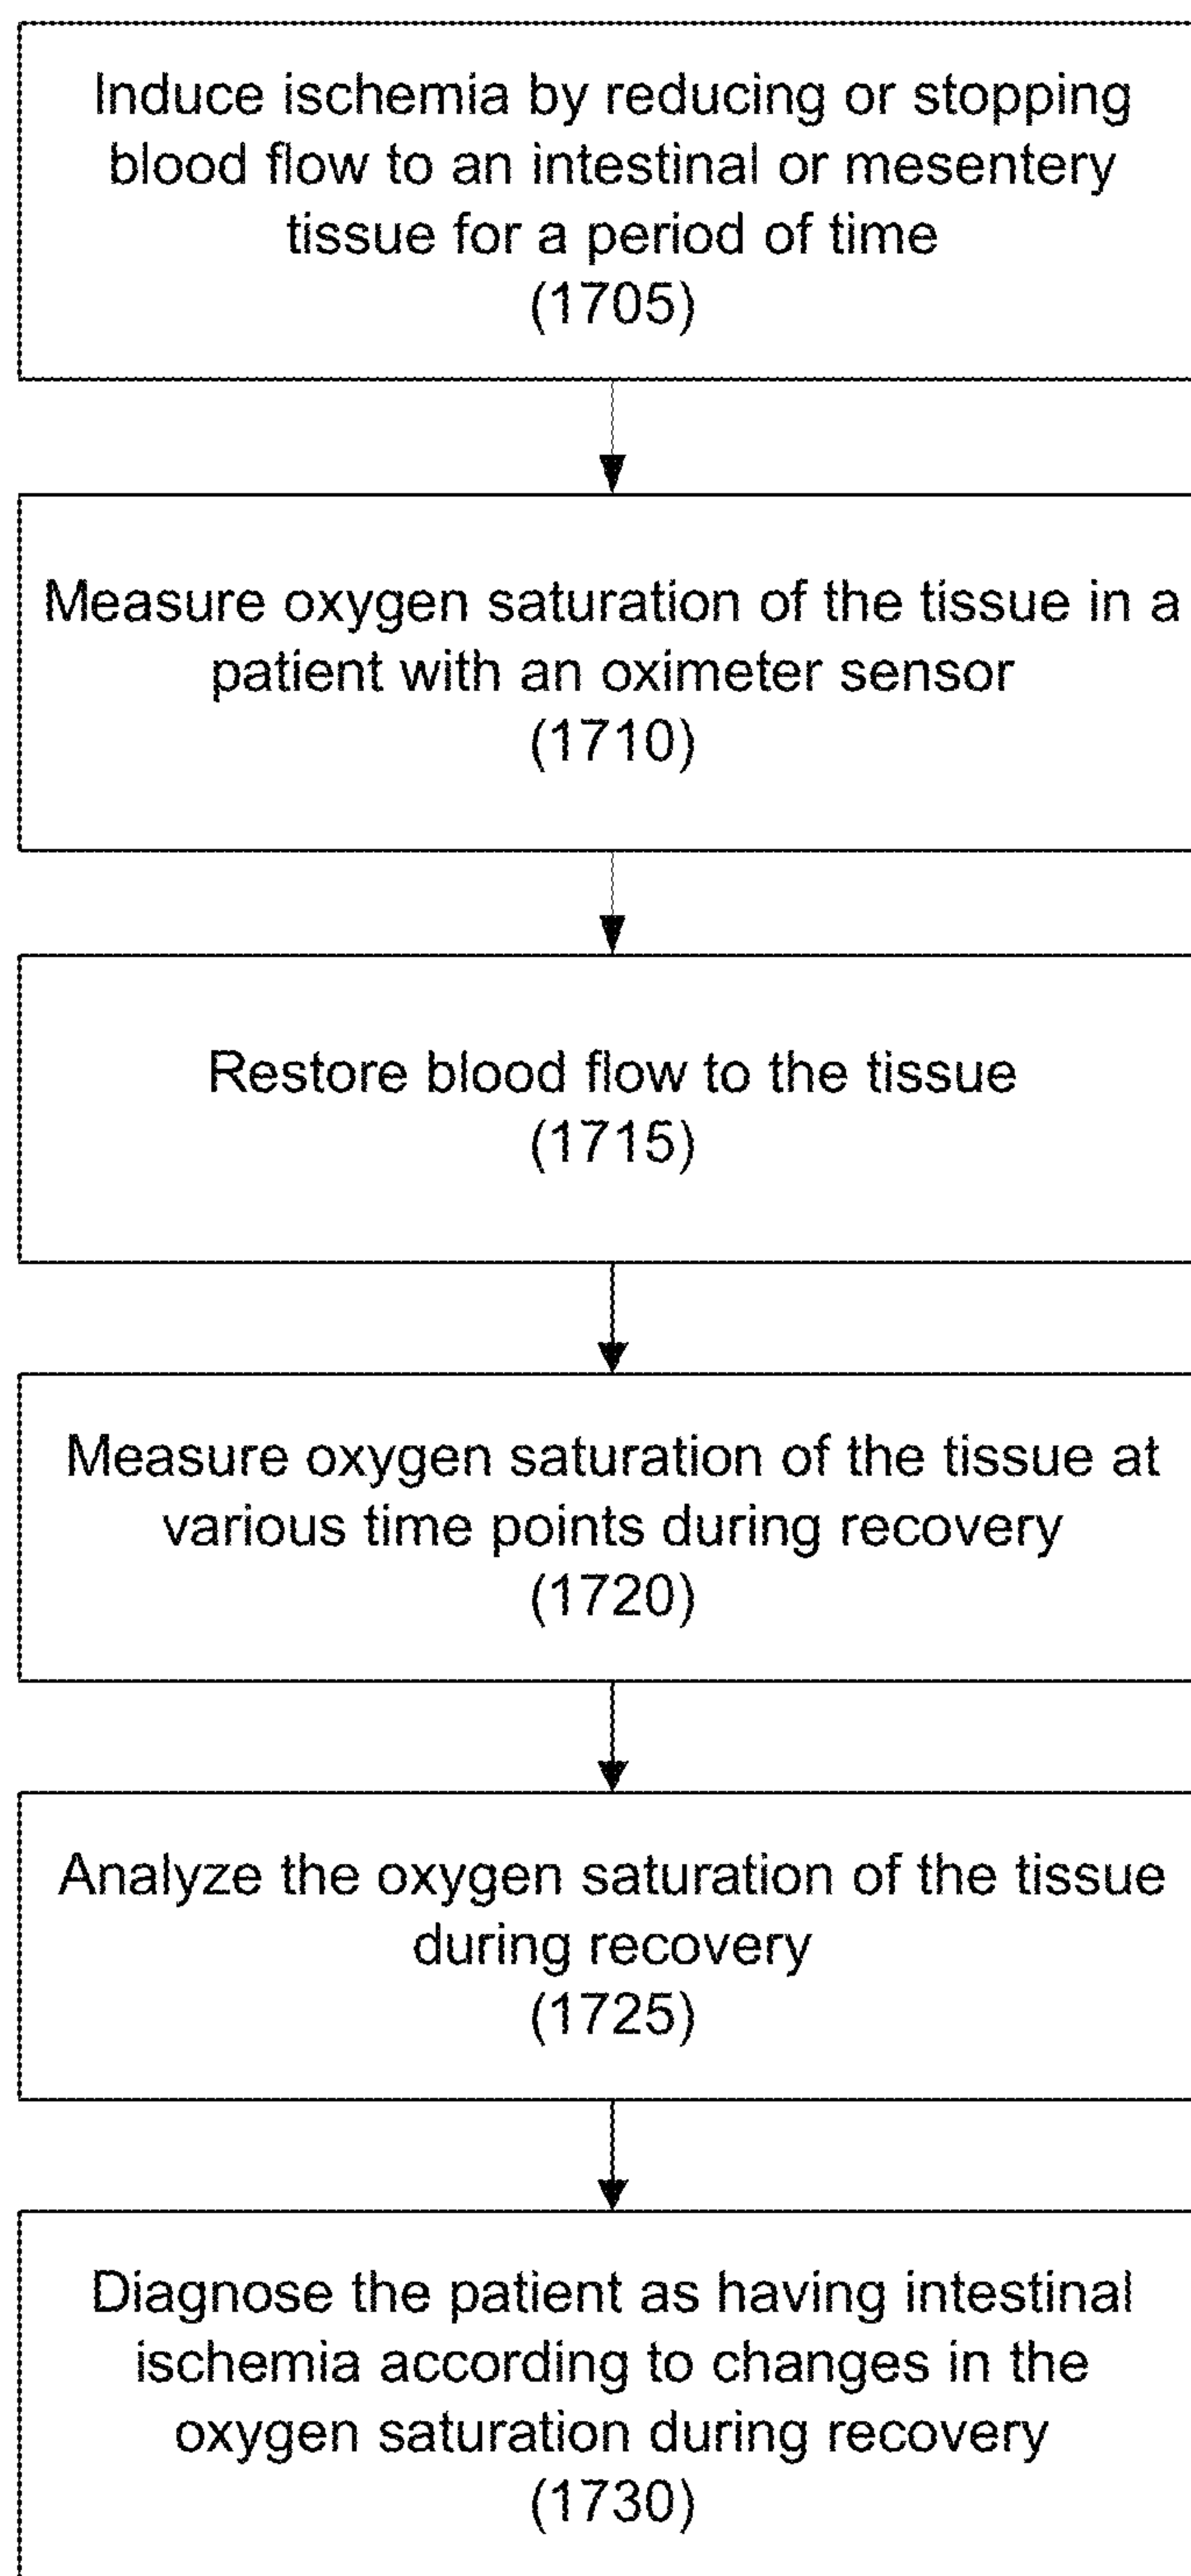 Induce ischemia by reducing or stopping
blood flow to an intestinal or mesentery
tissue for a period of time
(1705)
Measure oxygen saturation of the tissue in a
patient with an oximeter sensor
(1710)
Restore blood flow to the tissue
(1715)
Measure oxygen saturation of the tissue at
various time points during recovery
(1720)
Analyze the oxygen saturation of the tissue
during recovery
(1725)
Diagnose the patient as having intestinal
ischemia according to changes in the
oxygen saturation during recovery
(1730)